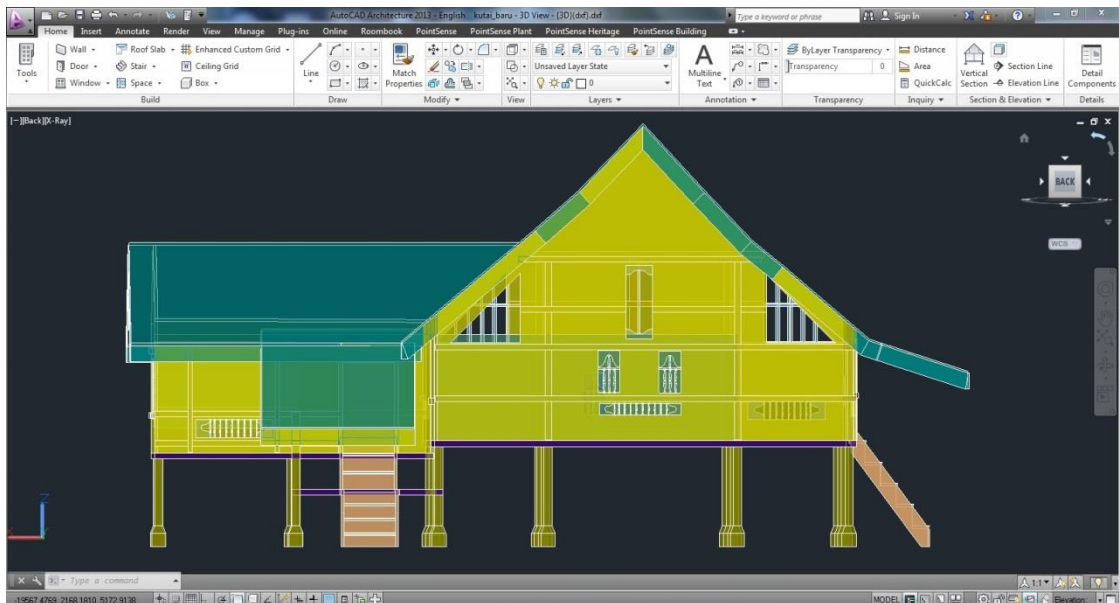 AutoCAD Architecture 2013 - English kutai_baru - 3D View - {3D}(dxf).dxf
Type a keyword or phrase
Sign In
Home Insert Annotate Render View Manage Plug-ins Online Roombook PointSense PointSense Plant PointSense Heritage PointSense Building
Tools
Wall
Door
Window
Roof Slab
Stair
Space
Enhanced Custom Grid
Ceiling Grid
Box
Line
Match
Properties
Unsaved Layer State
0
A
Multiline
Text
ByLayer Transparency
Transparency 0
Distance
Area
QuickCalc
Vertical
Section
Section Line
Elevation Line
Detail
Components
Build Draw Modify View Layers Annotation Transparency Inquiry Section & Elevation Details
[−][Back][X-Ray]
BACK
WCS
Z
Type a command
1:1
-19567.4769, 2168.1810, 5172.9138
MODEL
Elevation: